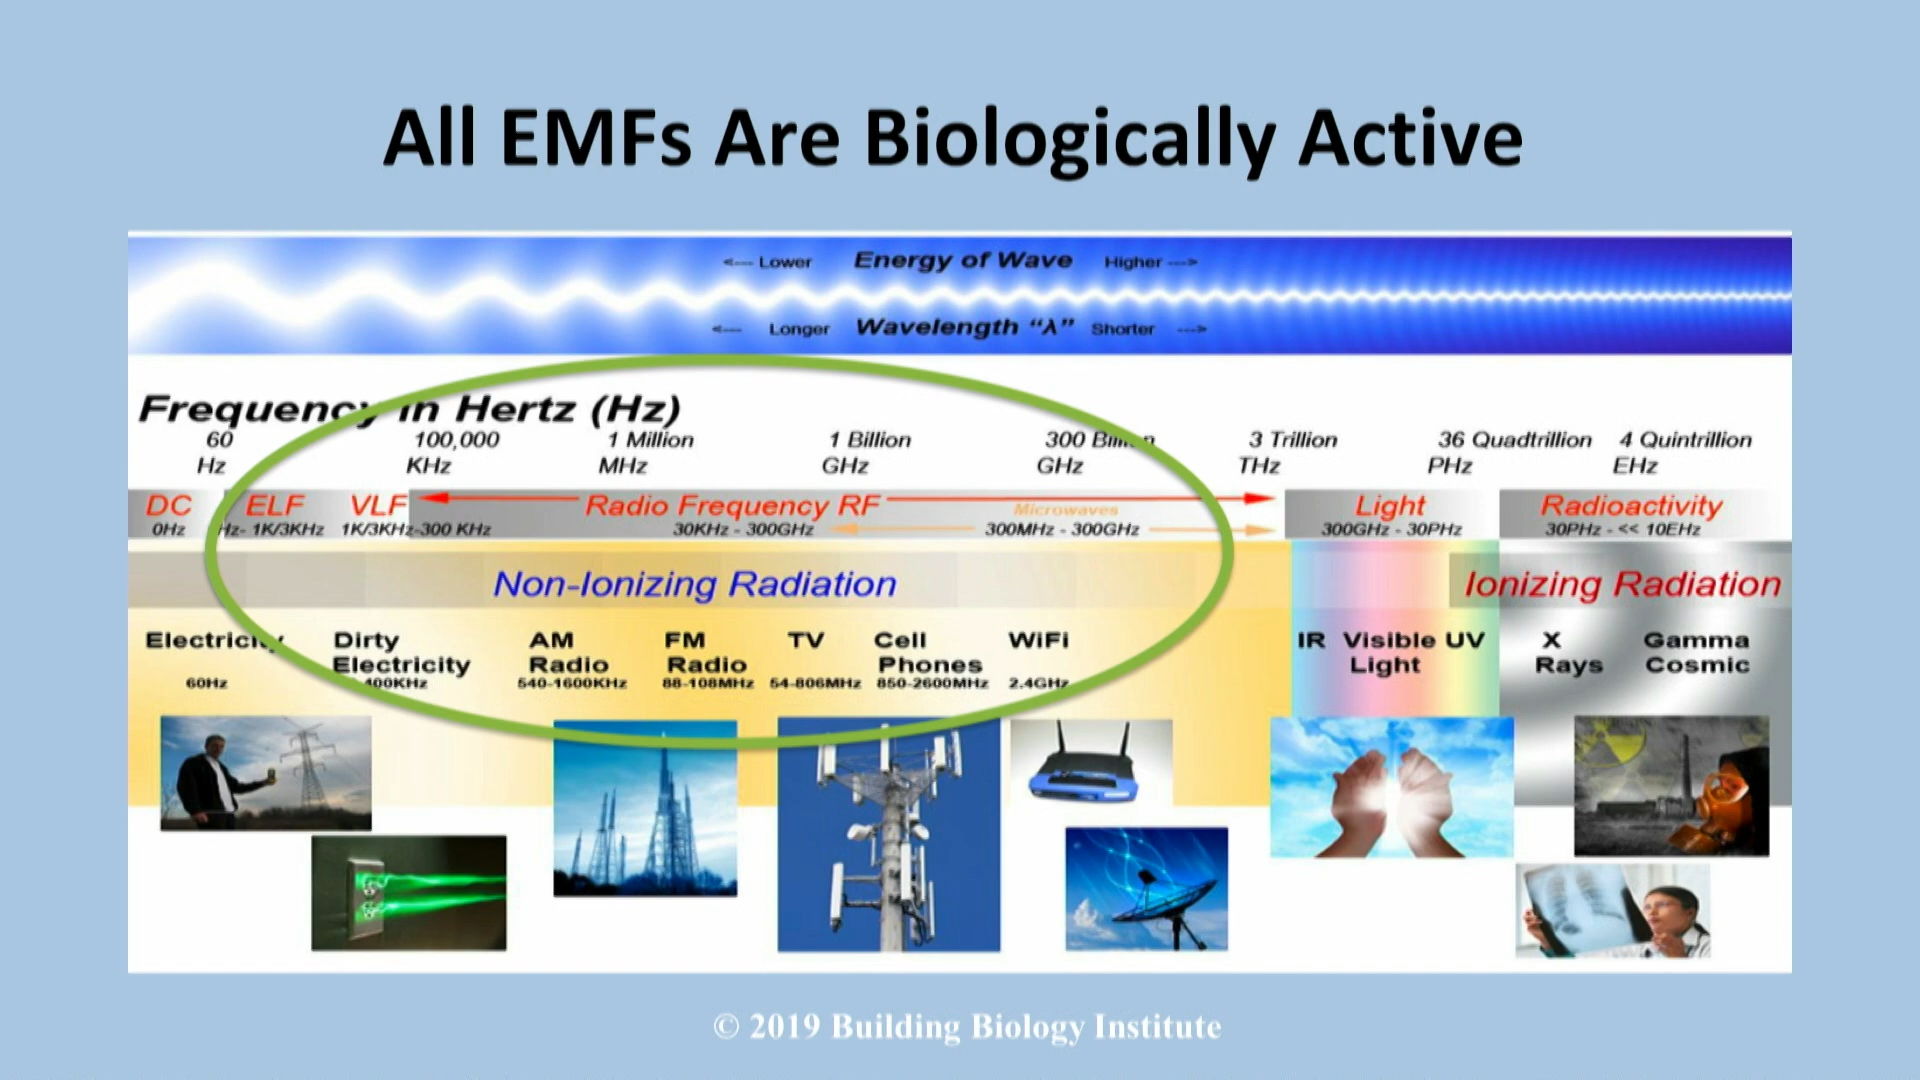 All EMFs Are Biologically Active
<--- Lower Energy of Wave Higher --->
<--- Longer Wavelength “λ” Shorter --->
Frequency in Hertz (Hz)
60 100,000 1 Million 1 Billion 300 Billion 3 Trillion 36 Quadtrillion 4 Quintrillion
Hz KHz MHz GHz GHz THz PHz EHz
DC ELF VLF Radio Frequency RF Microwaves Light Radioactivity
0Hz Hz- 1K/3KHz 1K/3KHz-300 KHz 30KHz - 300GHz 300MHz - 300GHz 300GHz - 30PHz 30PHz - << 10EHz
Non-Ionizing Radiation Ionizing Radiation
Electricity Dirty AM FM TV Cell WiFi IR Visible UV X Gamma
Electricity Radio Radio Phones Light Rays Cosmic
60Hz 400KHz 540-1600KHz 88-108MHz 54-806MHz 850-2600MHz 2.4GHz
© 2019 Building Biology Institute